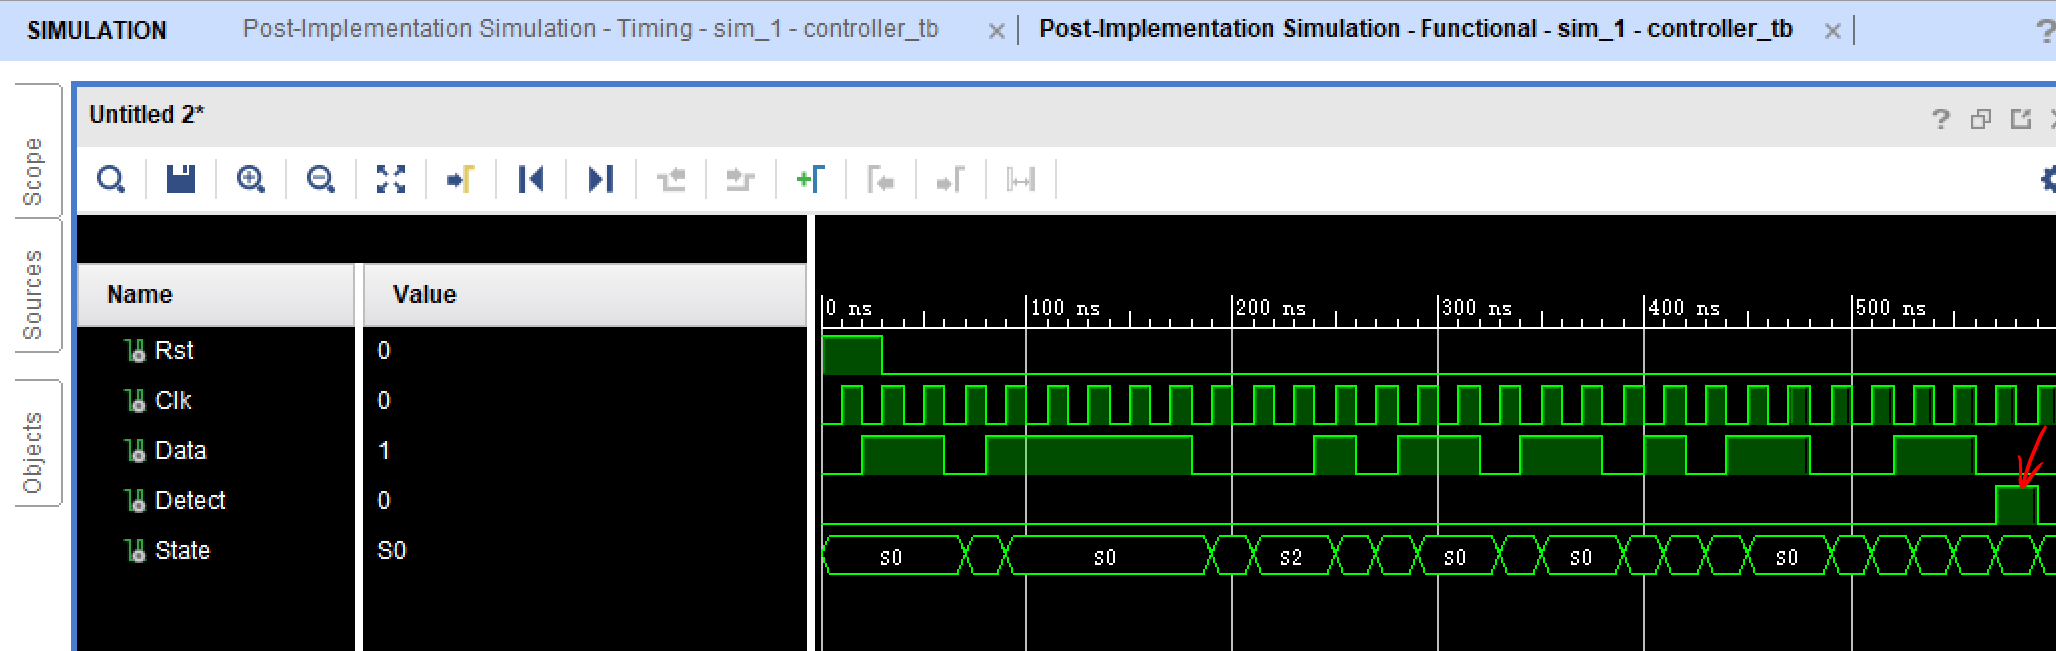 SIMULATION Post-Implementation Simulation - Timing - sim_1 - controller_tb Post-Implementation Simulation - Functional - sim_1 - controller_tb ?
Untitled 2* ?
Scope
Sources
Objects
Name Value
0 ns 100 ns 200 ns 300 ns 400 ns 500 ns
Rst 0
Clk 0
Data 1
Detect 0
State S0 S0 S0 S2 S0 S0 S0